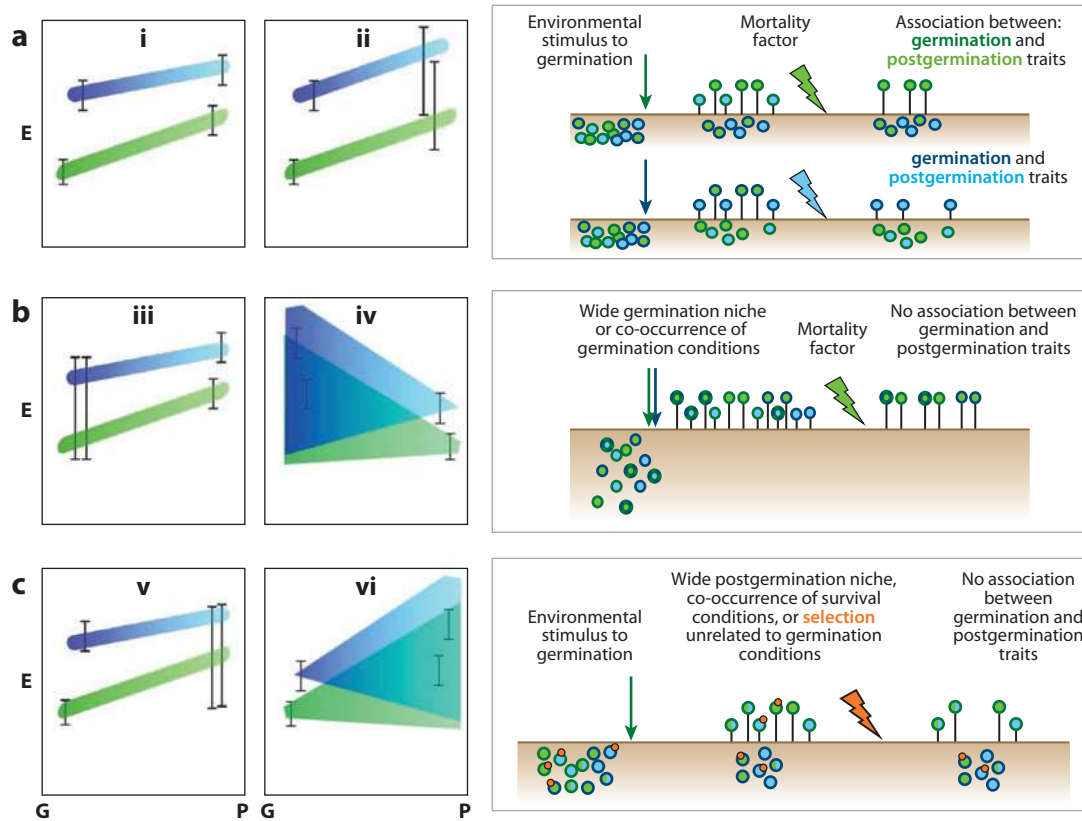 a
i
ii
E
Environmental
stimulus to
germination
Mortality
factor
Association between:
germination and
postgermination traits
germination and
postgermination traits
b
iii
iv
E
Wide germination niche
or co-occurrence of
germination conditions
Mortality
factor
No association between
germination and
postgermination traits
c
v
vi
E
G
P
G
P
Environmental
stimulus to
germination
Wide postgermination niche,
co-occurrence of survival
conditions, or selection
unrelated to germination
conditions
No association
between
germination and
postgermination
traits